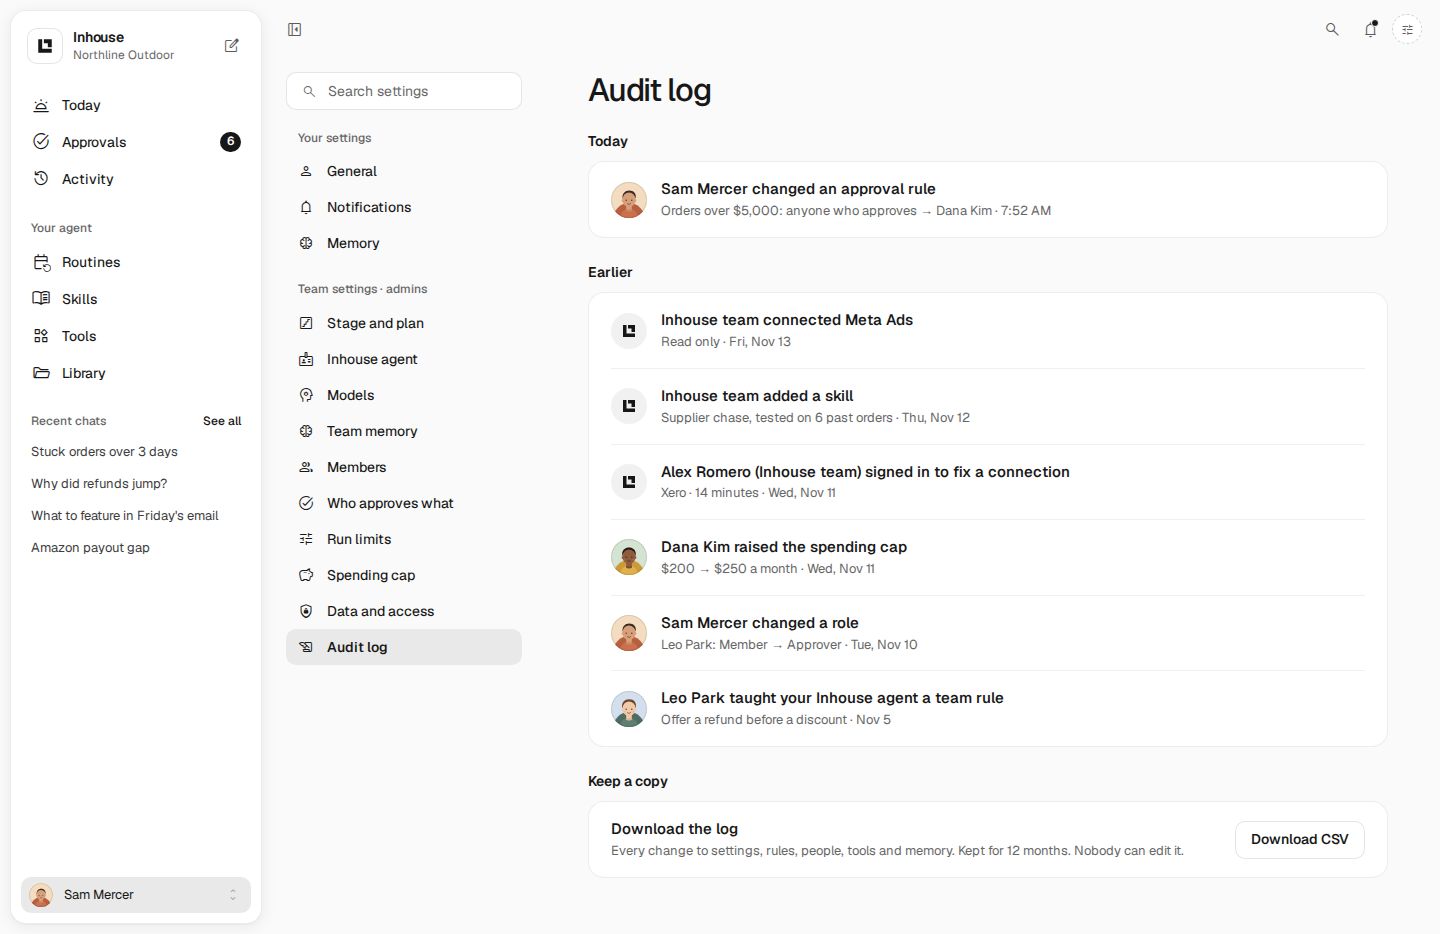 Inhouse
Northline Outdoor
Today
Approvals
6
Activity
Your agent
Routines
Skills
Tools
Library
Recent chats
See all
Stuck orders over 3 days
Why did refunds jump?
What to feature in Friday's email
Amazon payout gap
Sam Mercer
Search settings
Your settings
General
Notifications
Memory
Team settings · admins
Stage and plan
Inhouse agent
Models
Team memory
Members
Who approves what
Run limits
Spending cap
Data and access
Audit log
Audit log
Today
Sam Mercer changed an approval rule
Orders over $5,000: anyone who approves → Dana Kim · 7:52 AM
Earlier
Inhouse team connected Meta Ads
Read only · Fri, Nov 13
Inhouse team added a skill
Supplier chase, tested on 6 past orders · Thu, Nov 12
Alex Romero (Inhouse team) signed in to fix a connection
Xero · 14 minutes · Wed, Nov 11
Dana Kim raised the spending cap
$200 → $250 a month · Wed, Nov 11
Sam Mercer changed a role
Leo Park: Member → Approver · Tue, Nov 10
Leo Park taught your Inhouse agent a team rule
Offer a refund before a discount · Nov 5
Keep a copy
Download the log
Every change to settings, rules, people, tools and memory. Kept for 12 months. Nobody can edit it.
Download CSV